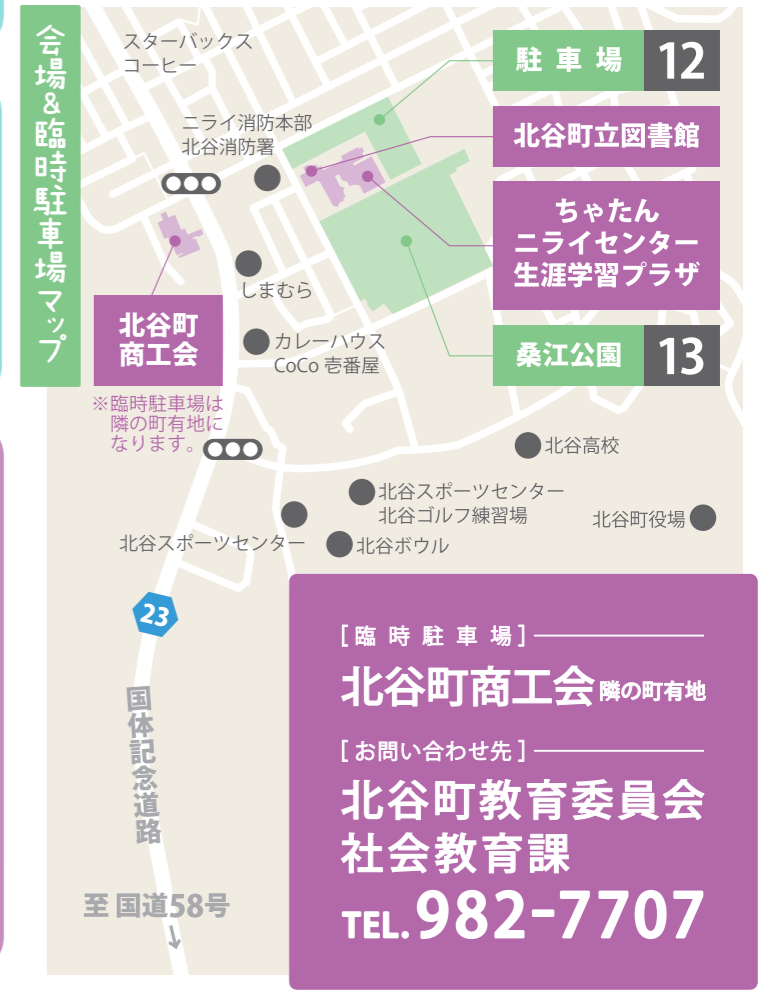 会場&臨時駐車場マップ
スターバックス
コーヒー
ニライ消防本部
北谷消防署
駐車場 12
北谷町立図書館
ちゃたん
ニライセンター
生涯学習プラザ
桑江公園 13
しまむら
北谷町
商工会
カレーハウス
CoCo 壱番屋
※臨時駐車場は
隣の町有地に
なります。
北谷高校
北谷スポーツセンター
北谷ゴルフ練習場
北谷町役場
北谷スポーツセンター
北谷ボウル
23
国体記念道路
至 国道58号
↓
[臨時駐車場]
北谷町商工会 隣の町有地
[お問い合わせ先]
北谷町教育委員会
社会教育課
TEL. 982-7707